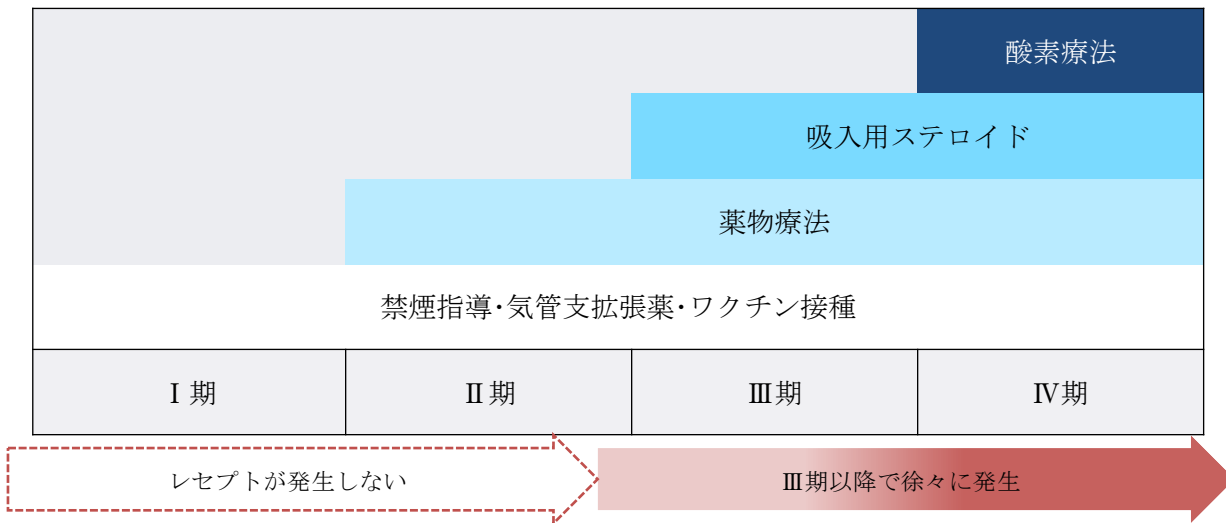 酸素療法
吸入用ステロイド
薬物療法
禁煙指導･気管支拡張薬･ワクチン接種
Ⅰ期
Ⅱ期
Ⅲ期
Ⅳ期
レセプトが発生しない
Ⅲ期以降で徐々に発生